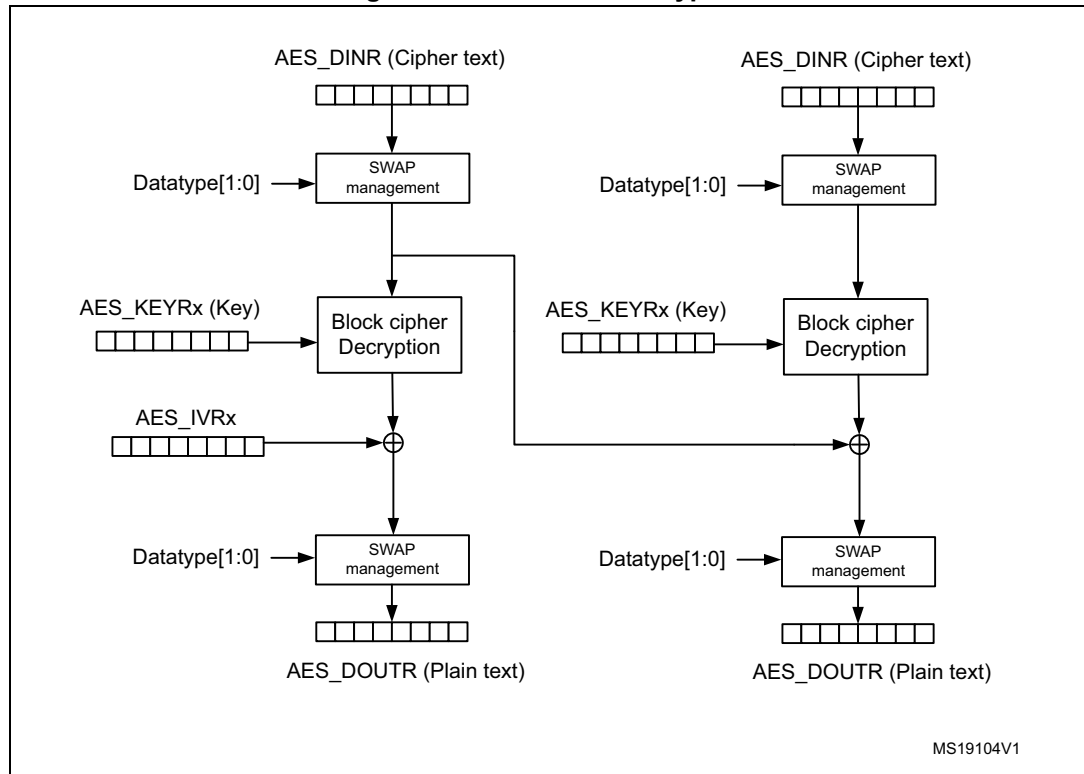 AES_DINR (Cipher text)
AES_DINR (Cipher text)
SWAP
management
Datatype[1:0]
SWAP
management
Datatype[1:0]
AES_KEYRx (Key)
Block cipher
Decryption
AES_KEYRx (Key)
Block cipher
Decryption
AES_IVRx
Datatype[1:0]
SWAP
management
Datatype[1:0]
SWAP
management
AES_DOUTR (Plain text)
AES_DOUTR (Plain text)
MS19104V1